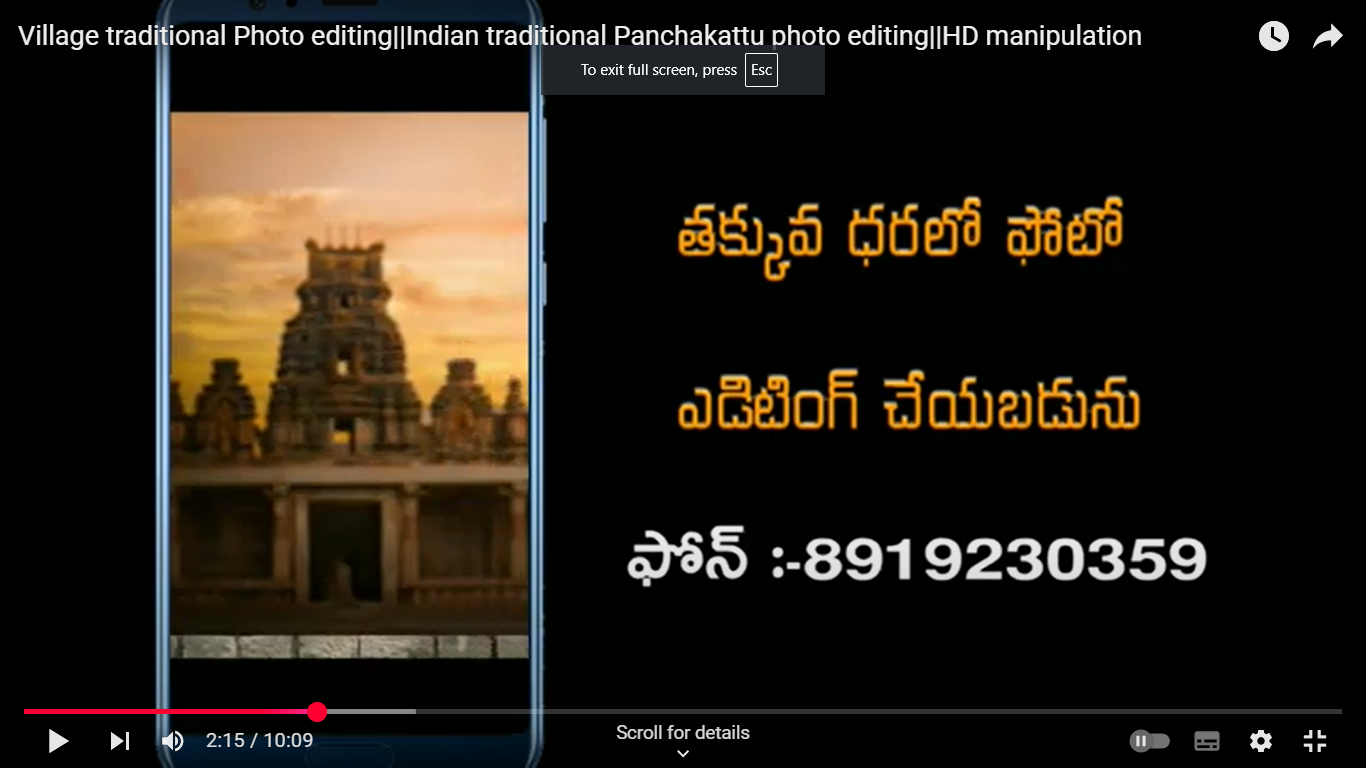 Village traditional Photo editing||Indian traditional Panchakattu photo editing||HD manipulation
To exit full screen, press Esc
తక్కువ ధరలో ఫోటో
ఎడిటింగ్ చేయబడును
ఫోన్ :-8919230359
2:15 / 10:09
Scroll for details